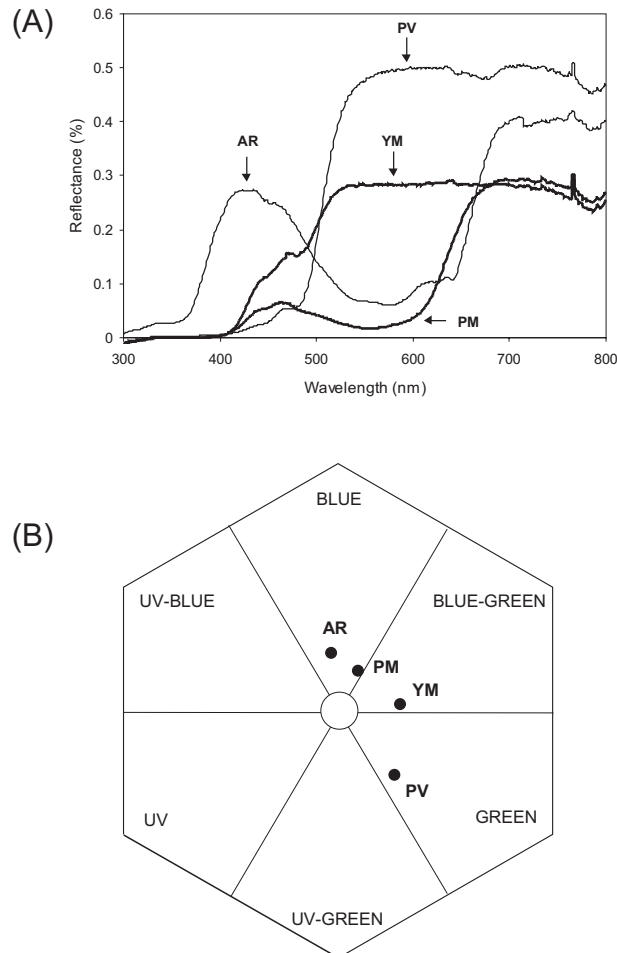 (A)
0.6
0.5
0.4
0.3
0.2
0.1
0
Reflectance (%)
PV
AR
YM
PM
300 400 500 600 700 800
Wavelength (nm)
(B)
BLUE
UV-BLUE
BLUE-GREEN
AR
PM
YM
PV
UV
GREEN
UV-GREEN